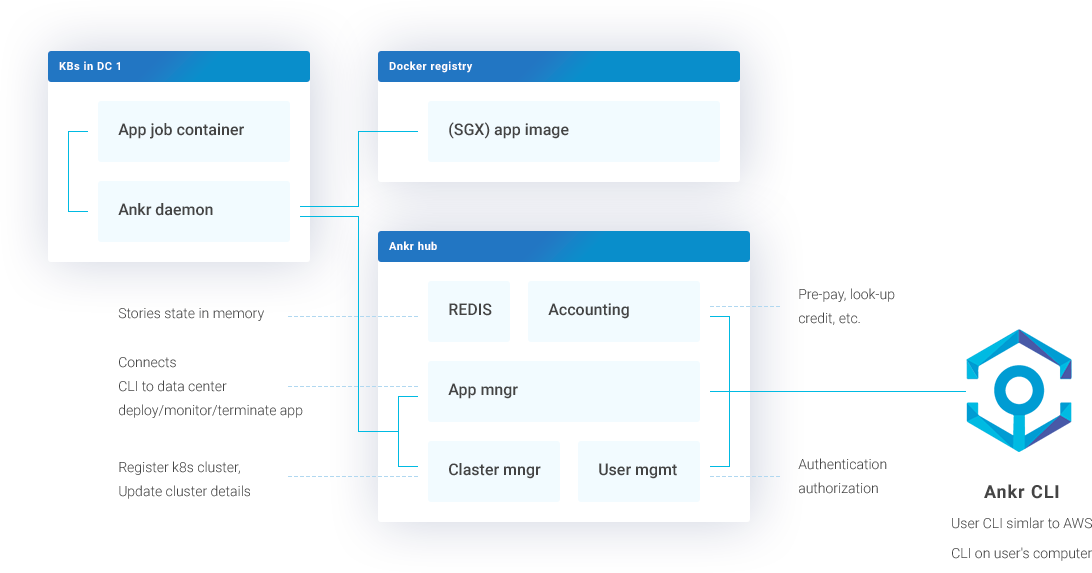 KBs in DC 1
App job container
Ankr daemon
Docker registry
(SGX) app image
Ankr hub
REDIS
Accounting
App mngr
Claster mngr
User mgmt
Stories state in memory
Connects
CLI to data center
deploy/monitor/terminate app
Register k8s cluster,
Update cluster details
Pre-pay, look-up
credit, etc.
Authentication
authorization
Ankr CLI
User CLI simlar to AWS
CLI on user's computer